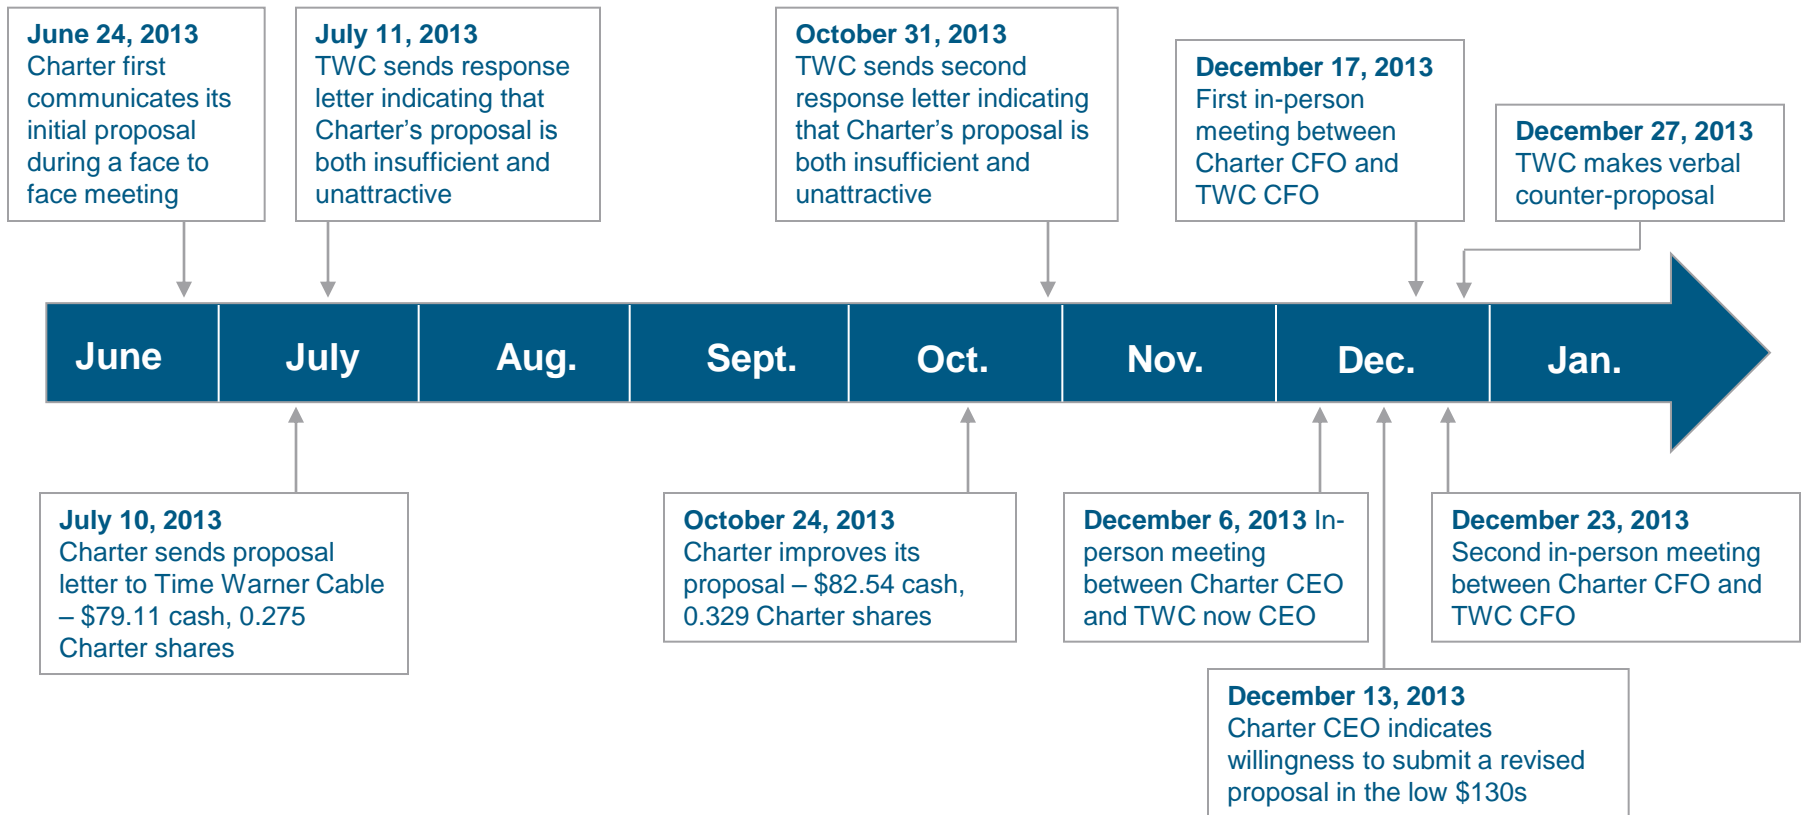 June 24, 2013
Charter first
communicates its
initial proposal
during a face to
face meeting
July 11, 2013
TWC sends response
letter indicating that
Charter’s proposal is
both insufficient and
unattractive
October 31, 2013
TWC sends second
response letter indicating
that Charter’s proposal is
both insufficient and
unattractive
December 17, 2013
First in-person
meeting between
Charter CFO and
TWC CFO
December 27, 2013
TWC makes verbal
counter-proposal
June
July
Aug.
Sept.
Oct.
Nov.
Dec.
Jan.
July 10, 2013
Charter sends proposal
letter to Time Warner Cable
– $79.11 cash, 0.275
Charter shares
October 24, 2013
Charter improves its
proposal – $82.54 cash,
0.329 Charter shares
December 6, 2013 In-
person meeting
between Charter CEO
and TWC now CEO
December 23, 2013
Second in-person meeting
between Charter CFO and
TWC CFO
December 13, 2013
Charter CEO indicates
willingness to submit a revised
proposal in the low $130s